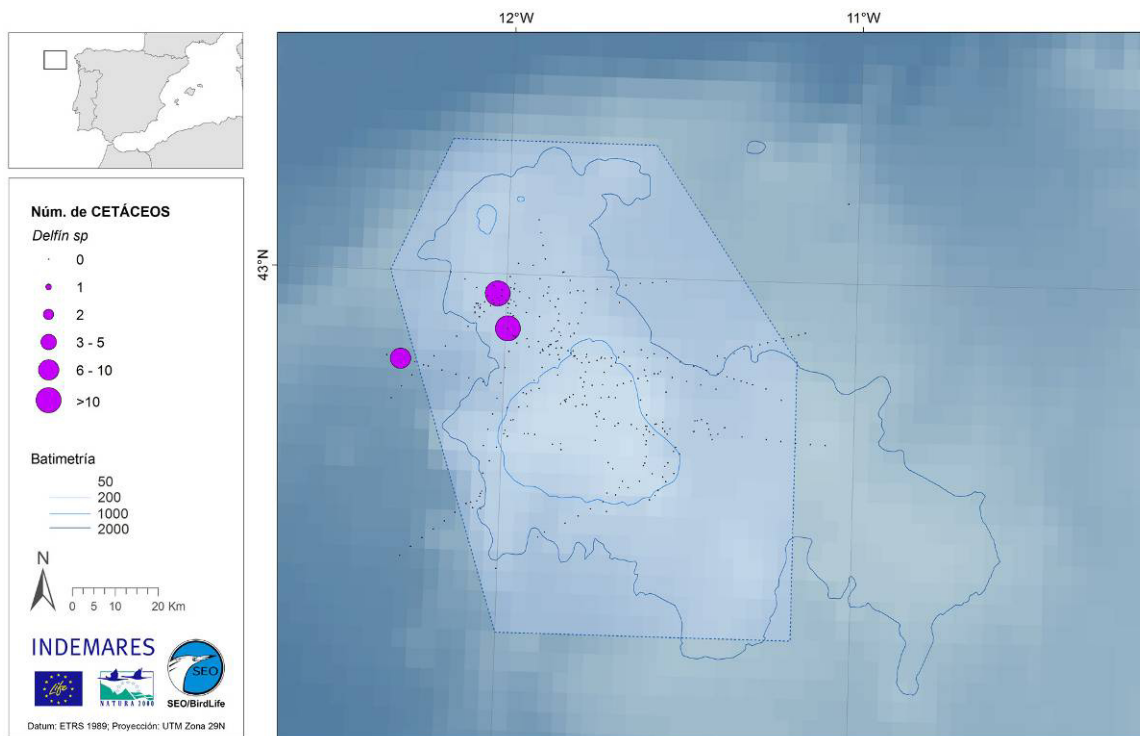 12°W 11°W
43°N
Núm. de CETÁCEOS
Delfín sp
0
1
2
3 - 5
6 - 10
>10
Batimetría
50
200
1000
2000
N
0 5 10 20 Km
INDEMARES
Life
NATURA 2000
SEO
SEO/BirdLife
Datum: ETRS 1989; Proyección: UTM Zona 29N